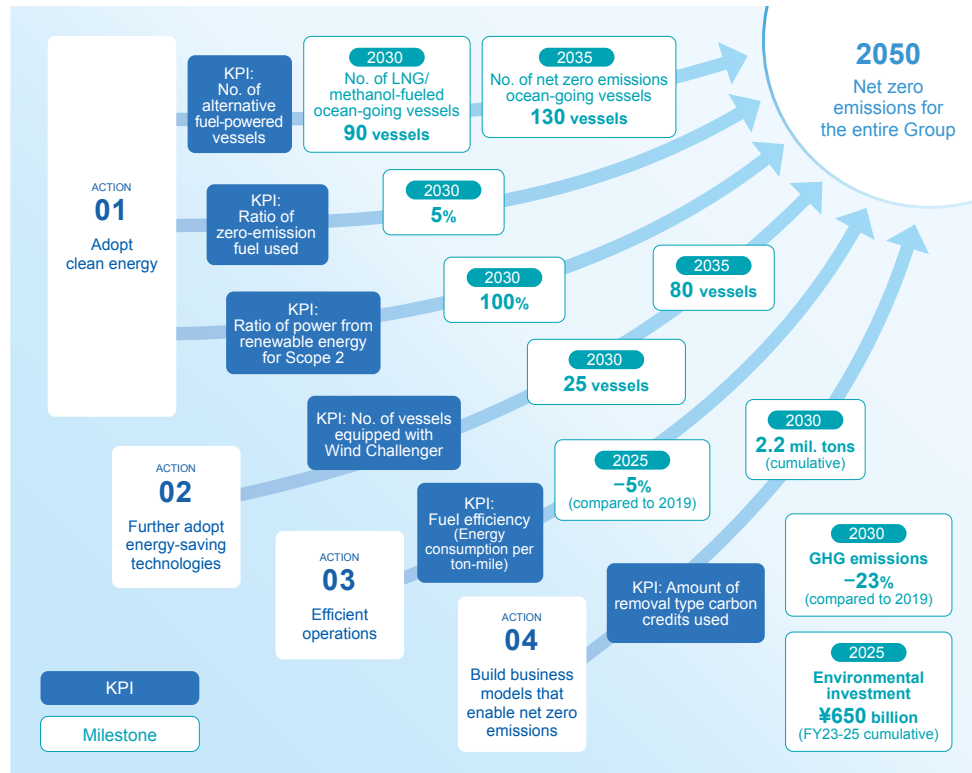 2050
Net zero
emissions for
the entire Group
ACTION
01
Adopt
clean energy
KPI:
No. of
alternative
fuel-powered
vessels
2030
No. of LNG/
methanol-fueled
ocean-going vessels
90 vessels
2035
No. of net zero emissions
ocean-going vessels
130 vessels
KPI:
Ratio of
zero-emission
fuel used
2030
5%
KPI:
Ratio of power from
renewable energy
for Scope 2
2030
100%
ACTION
02
Further adopt
energy-saving
technologies
KPI: No. of vessels
equipped with
Wind Challenger
2030
25 vessels
2035
80 vessels
ACTION
03
Efficient
operations
KPI:
Fuel efficiency
(Energy
consumption per
ton-mile)
2025
−5%
(compared to 2019)
ACTION
04
Build business
models that
enable net zero
emissions
KPI: Amount of
removal type carbon
credits used
2030
2.2 mil. tons
(cumulative)
2030
GHG emissions
−23%
(compared to 2019)
2025
Environmental
investment
¥650 billion
(FY23-25 cumulative)
KPI
Milestone